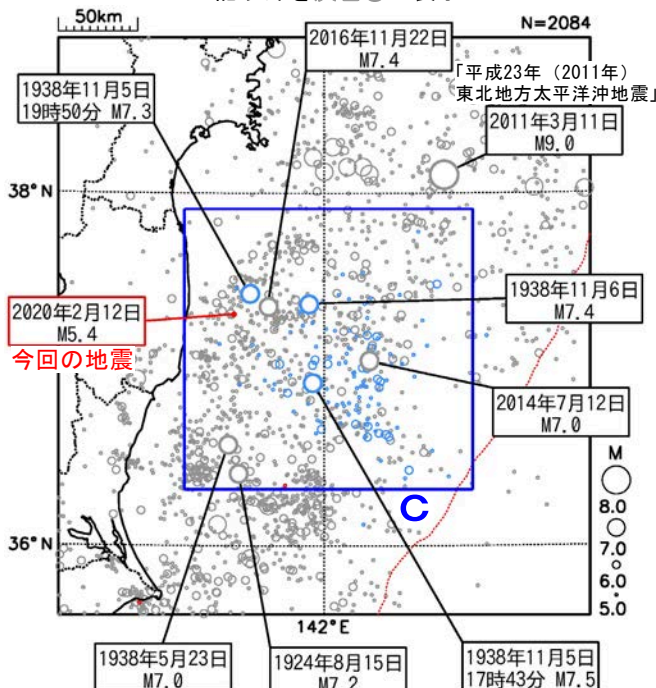 50km
N=2084
2016年11月22日
M7.4
「平成23年 (2011年)
東北地方太平洋沖地震」
1938年11月5日
19時50分 M7.3
2011年3月11日
M9.0
38°N
1938年11月6日
M7.4
2020年2月12日
M5.4
今回の地震
2014年7月12日
M7.0
M
8.0
7.0
6.0
5.0
C
36°N
142°E
1938年5月23日
M7.0
1924年8月15日
M7.2
1938年11月5日
17時43分 M7.5